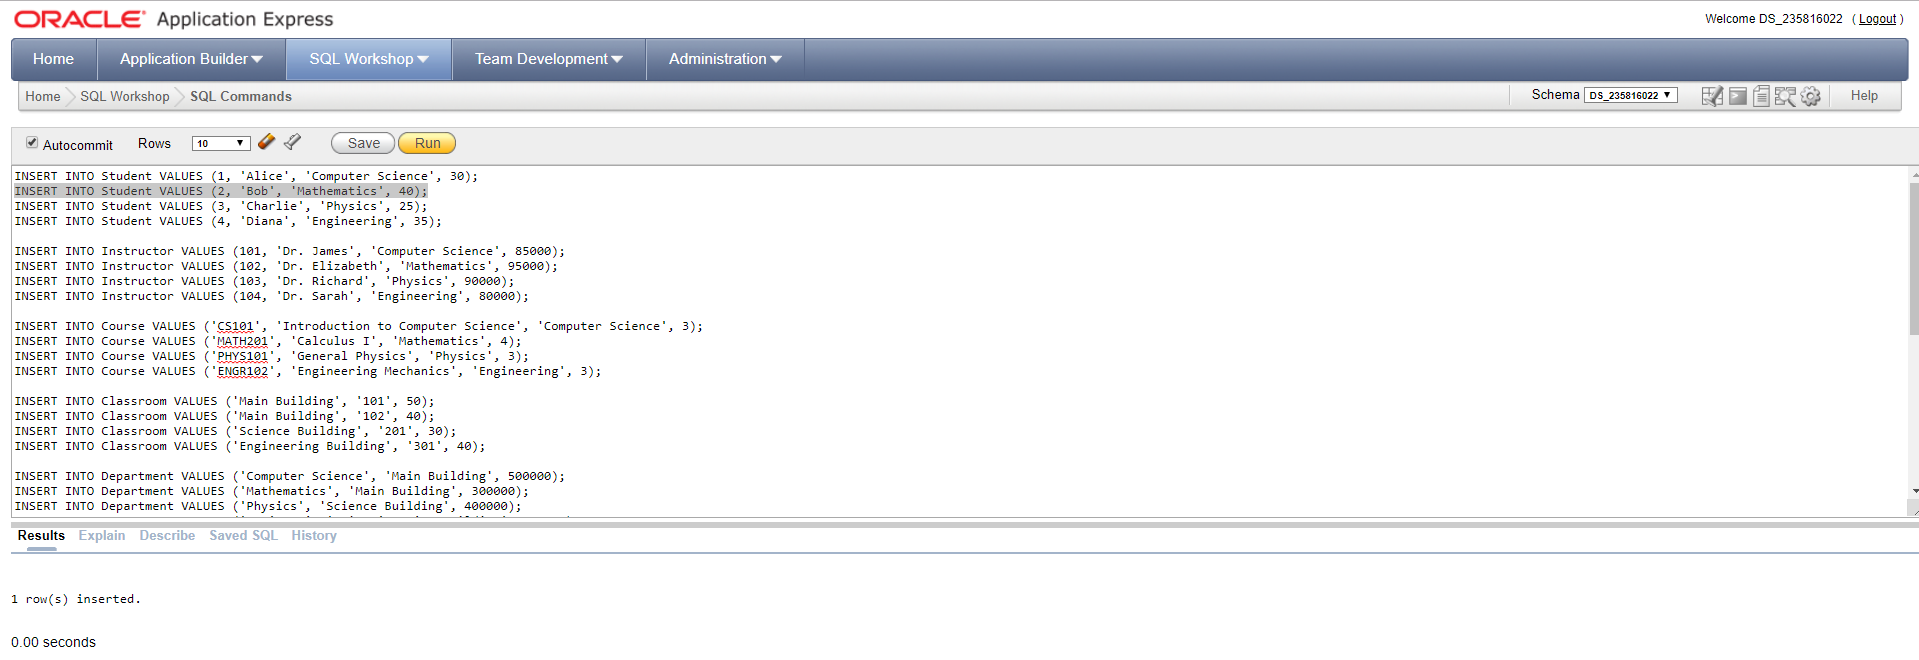 ORACLE Application Express
Welcome DS_235816022 ( Logout )
Home Application Builder SQL Workshop Team Development Administration
Home SQL Workshop SQL Commands
Schema DS_235816022 Help
Autocommit Rows 10 Save Run
INSERT INTO Student VALUES (1, 'Alice', 'Computer Science', 30);
INSERT INTO Student VALUES (2, 'Bob', 'Mathematics', 40);
INSERT INTO Student VALUES (3, 'Charlie', 'Physics', 25);
INSERT INTO Student VALUES (4, 'Diana', 'Engineering', 35);
INSERT INTO Instructor VALUES (101, 'Dr. James', 'Computer Science', 85000);
INSERT INTO Instructor VALUES (102, 'Dr. Elizabeth', 'Mathematics', 95000);
INSERT INTO Instructor VALUES (103, 'Dr. Richard', 'Physics', 90000);
INSERT INTO Instructor VALUES (104, 'Dr. Sarah', 'Engineering', 80000);
INSERT INTO Course VALUES ('CS101', 'Introduction to Computer Science', 'Computer Science', 3);
INSERT INTO Course VALUES ('MATH201', 'Calculus I', 'Mathematics', 4);
INSERT INTO Course VALUES ('PHYS101', 'General Physics', 'Physics', 3);
INSERT INTO Course VALUES ('ENGR102', 'Engineering Mechanics', 'Engineering', 3);
INSERT INTO Classroom VALUES ('Main Building', '101', 50);
INSERT INTO Classroom VALUES ('Main Building', '102', 40);
INSERT INTO Classroom VALUES ('Science Building', '201', 30);
INSERT INTO Classroom VALUES ('Engineering Building', '301', 40);
INSERT INTO Department VALUES ('Computer Science', 'Main Building', 500000);
INSERT INTO Department VALUES ('Mathematics', 'Main Building', 300000);
INSERT INTO Department VALUES ('Physics', 'Science Building', 400000);
Results Explain Describe Saved SQL History
1 row(s) inserted.
0.00 seconds